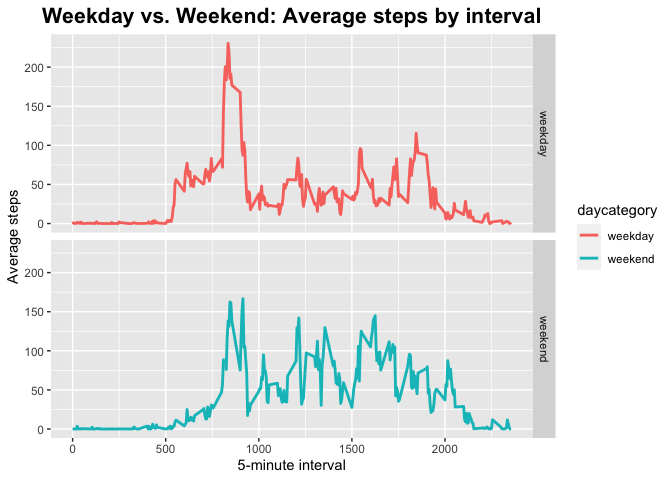 Weekday vs. Weekend: Average steps by interval
Average steps
200
150
100
50
0
weekday
200
150
100
50
0
weekend
0 500 1000 1500 2000
5-minute interval
daycategory
weekday
weekend